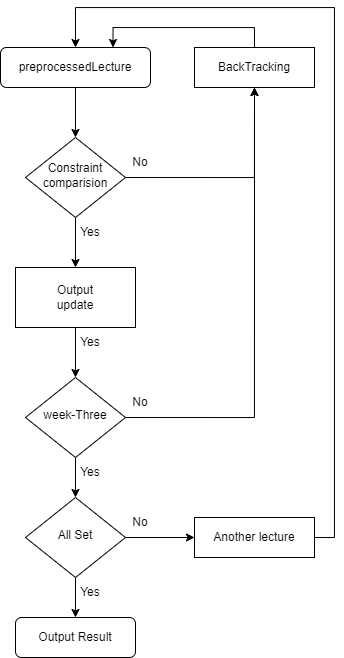 preprocessedLecture
BackTracking
Constraint
comparision
No
Yes
Output
update
Yes
week-Three
No
Yes
All Set
No
Another lecture
Yes
Output Result